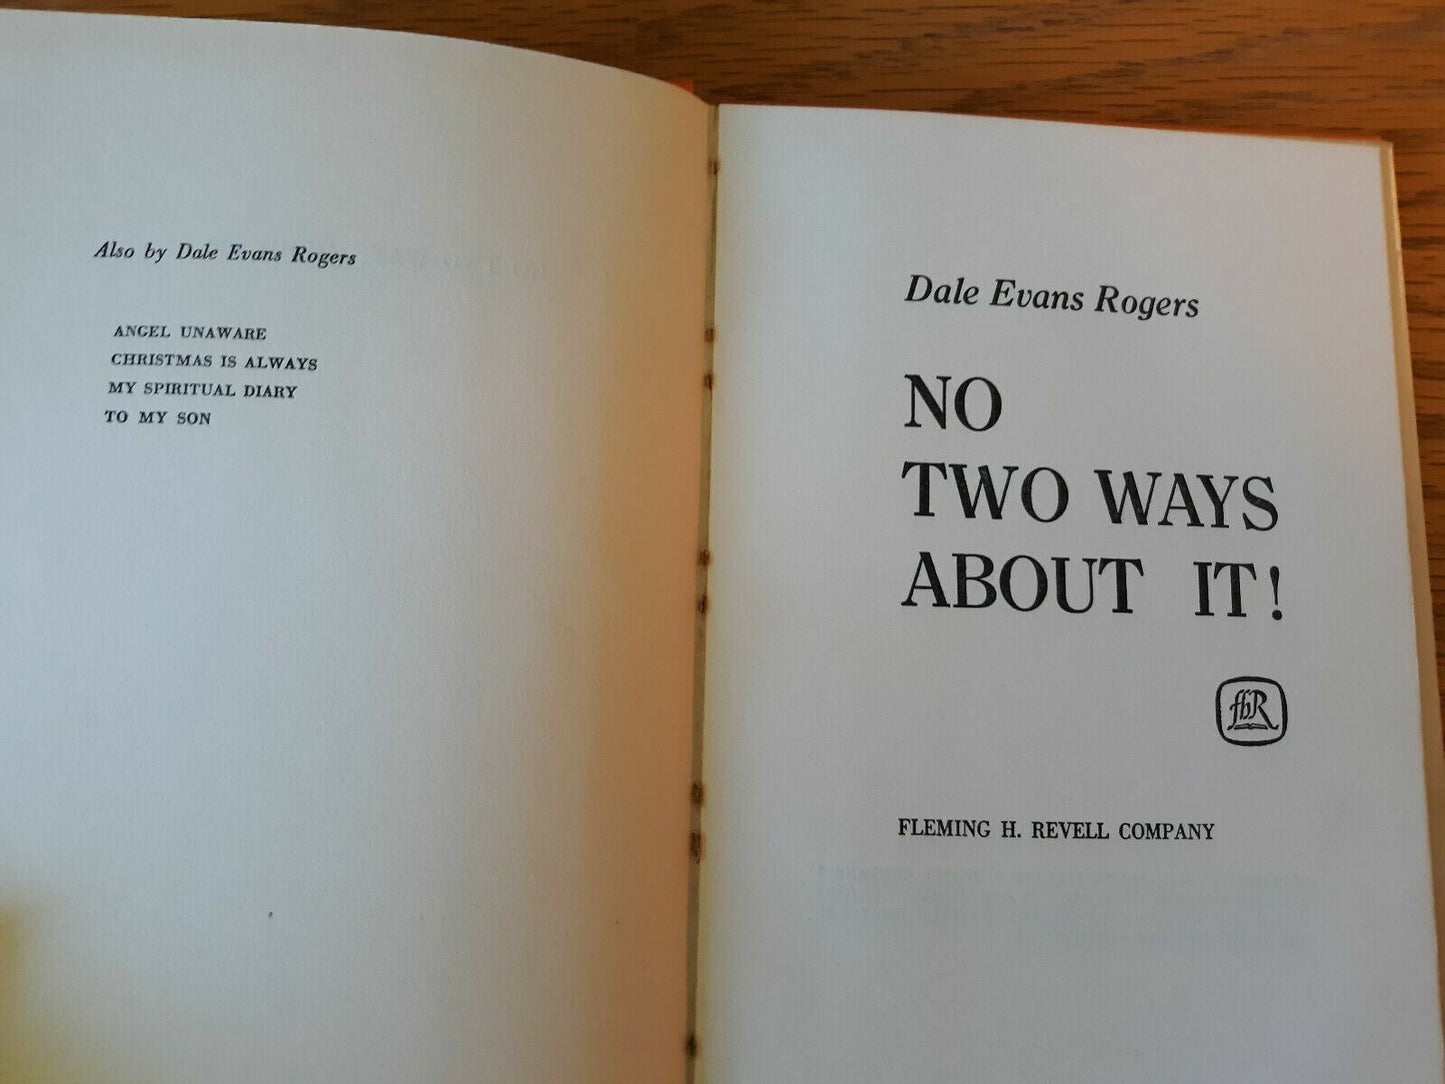 Also by Dale Evans Rogers
ANGEL UNAWARE
CHRISTMAS IS ALWAYS
MY SPIRITUAL DIARY
TO MY SON
Dale Evans Rogers
NO
TWO WAYS
ABOUT IT!
fhR
FLEMING H. REVELL COMPANY